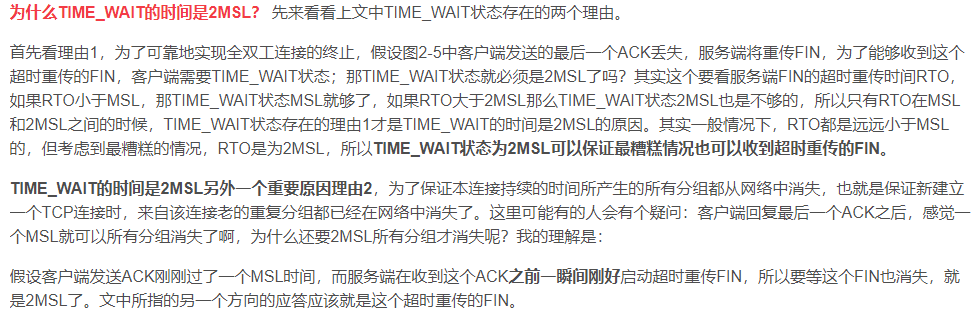 为什么TIME_WAIT的时间是2MSL? 先来看看上文中TIME_WAIT状态存在的两个理由。
首先看理由1，为了可靠地实现全双工连接的终止，假设图2-5中客户端发送的最后一个ACK丢失，服务端将重传FIN，为了能够收到这个
超时重传的FIN，客户端需要TIME_WAIT状态；那TIME_WAIT状态就必须是2MSL了吗？其实这个要看服务端FIN的超时重传时间RTO，
如果RTO小于MSL，那TIME_WAIT状态MSL就够了，如果RTO大于2MSL那么TIME_WAIT状态2MSL也是不够的，所以只有RTO在MSL
和2MSL之间的时候，TIME_WAIT状态存在的理由1才是TIME_WAIT的时间是2MSL的原因。其实一般情况下，RTO都是远远小于MSL
的，但考虑到最糟糕的情况，RTO是为2MSL，所以TIME_WAIT状态为2MSL可以保证最糟糕情况也可以收到超时重传的FIN。
TIME_WAIT的时间是2MSL另外一个重要原因理由2，为了保证本连接持续的时间所产生的所有分组都从网络中消失，也就是保证新建立
一个TCP连接时，来自该连接老的重复分组都已经在网络中消失了。这里可能有的人会有个疑问：客户端回复最后一个ACK之后，感觉一
个MSL就可以所有分组消失了啊，为什么还要2MSL所有分组才消失呢？我的理解是：
假设客户端发送ACK刚刚过了一个MSL时间，而服务端在收到这个ACK之前一瞬间刚好启动超时重传FIN，所以要等这个FIN也消失，就
是2MSL了。文中所指的另一个方向的应答应该就是这个超时重传的FIN。